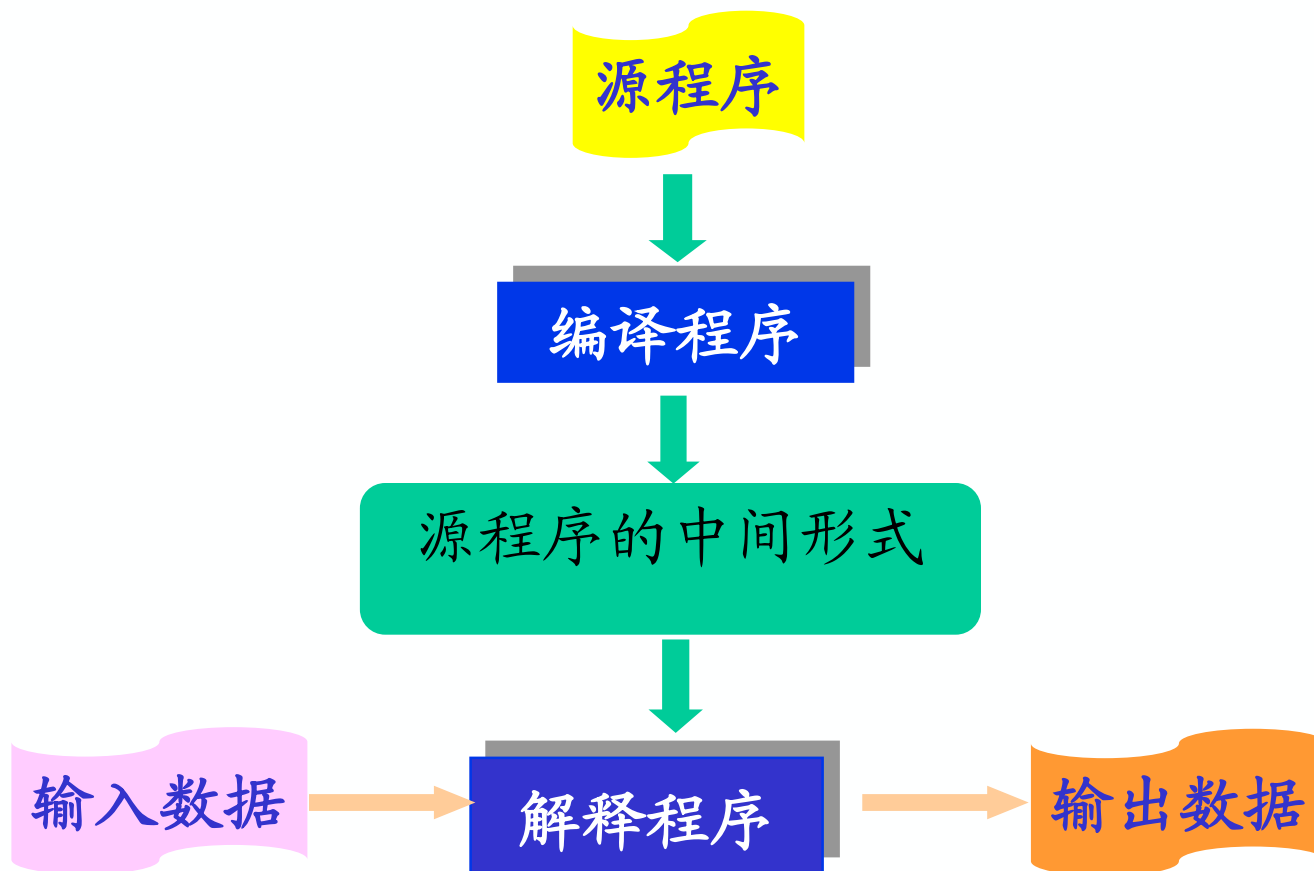 源程序
编译程序
源程序的中间形式
输入数据
解释程序
输出数据